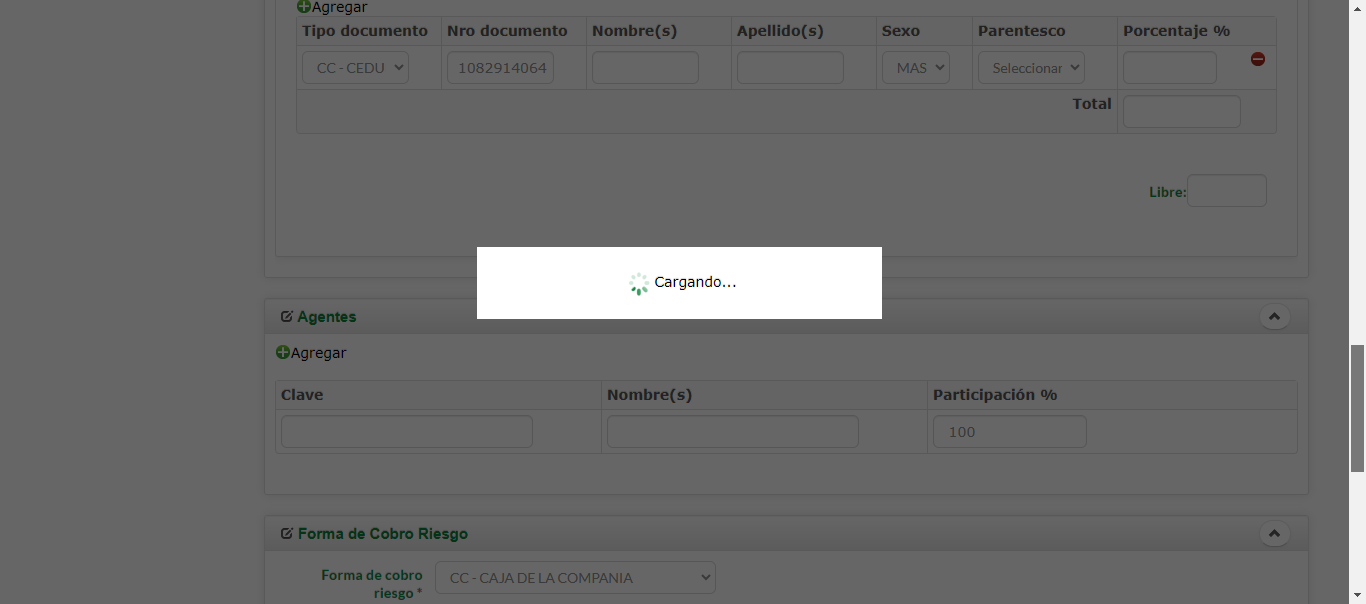 Agregar
Tipo documento Nro documento Nombre(s) Apellido(s) Sexo Parentesco Porcentaje %
CC - CEDU 1082914064 MAS Seleccionar
Total
Libre:
Cargando...
Agentes
Agregar
Clave Nombre(s) Participación %
100
Forma de Cobro Riesgo
Forma de cobro CC - CAJA DE LA COMPANIA
riesgo *